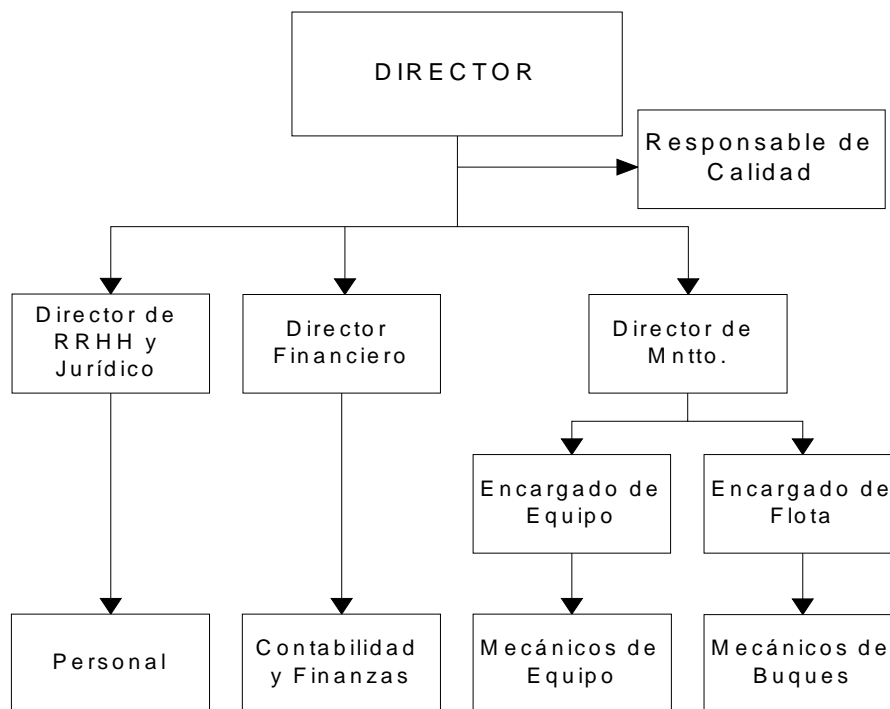 DIRECTOR
Responsable de
Calidad
Director de
RRHH y
Jurídico
Director
Financiero
Director de
Mntto.
Encargado de
Equipo
Encargado de
Flota
Personal
Contabilidad
y Finanzas
Mecánicos de
Equipo
Mecánicos de
Buques